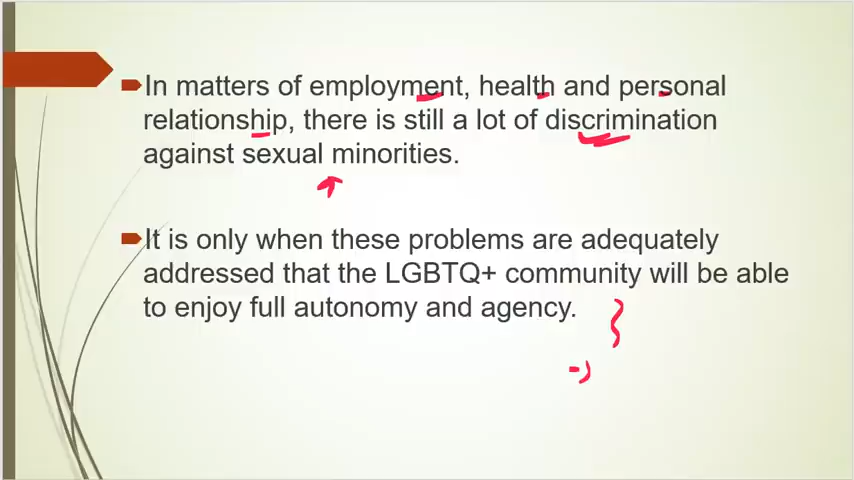 In matters of employment, health and personal
relationship, there is still a lot of discrimination
against sexual minorities.
It is only when these problems are adequately
addressed that the LGBTQ+ community will be able
to enjoy full autonomy and agency.